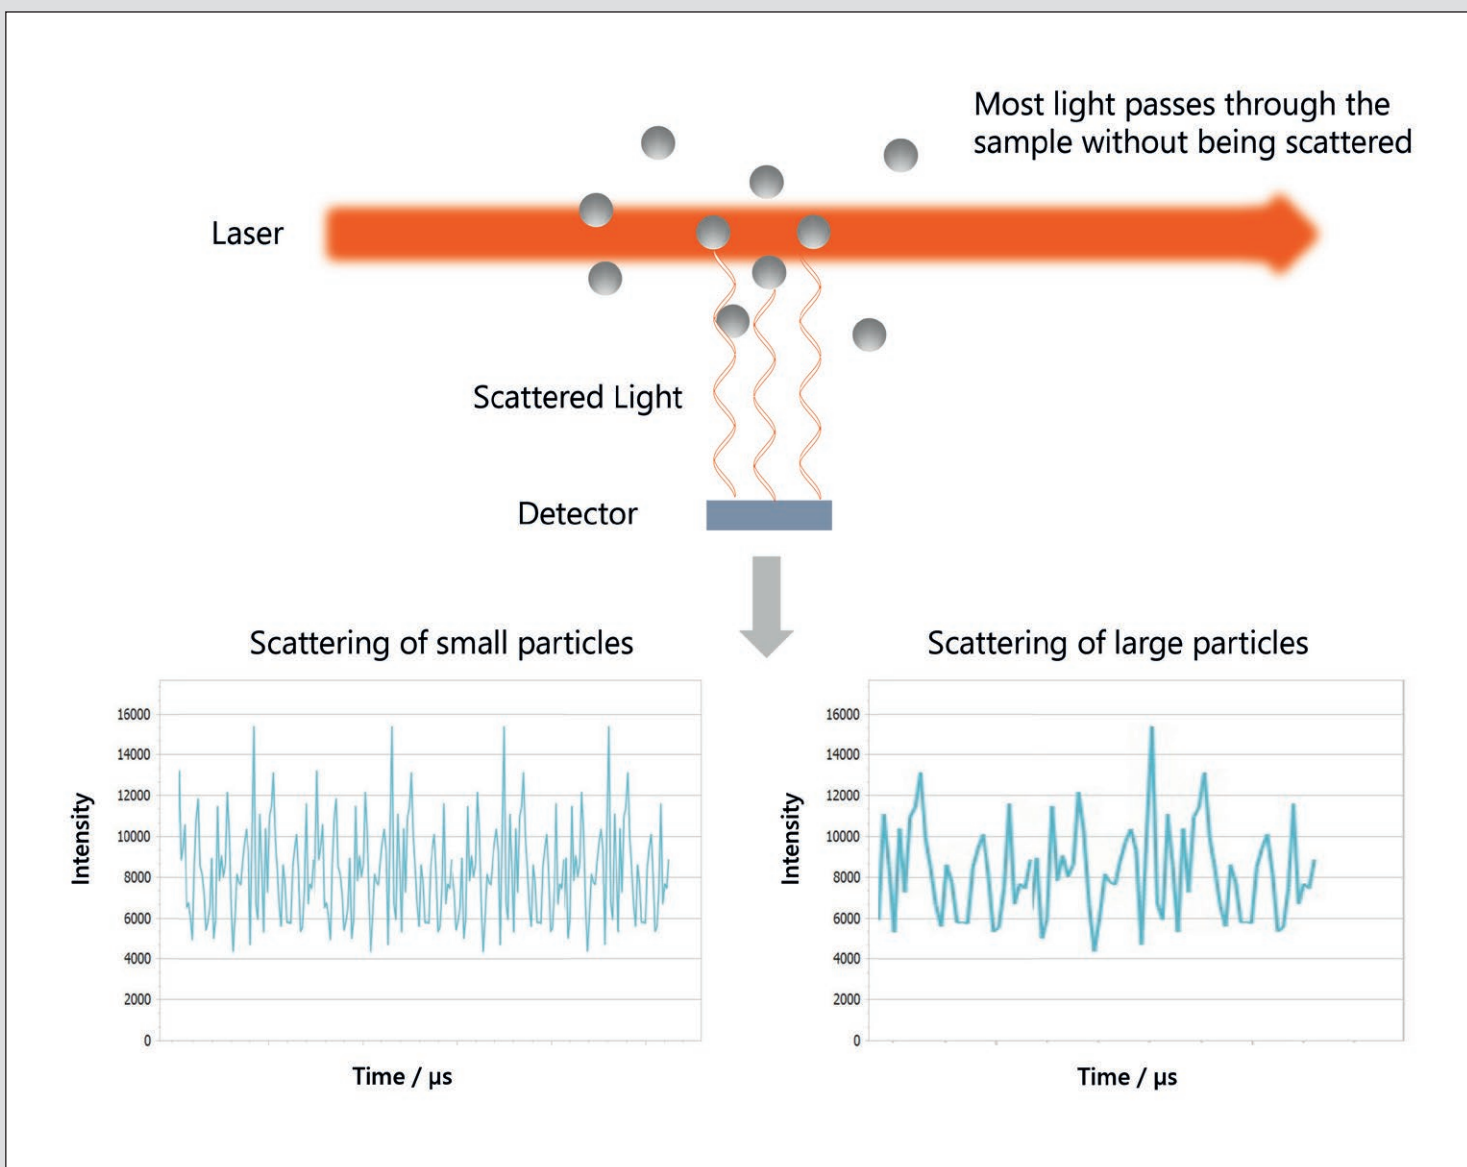 Most light passes through the
sample without being scattered
Laser
Scattered Light
Detector
Scattering of small particles
16000
14000
12000
10000
8000
6000
4000
2000
0
Intensity
Time / µs
Scattering of large particles
16000
14000
12000
10000
8000
6000
4000
2000
0
Intensity
Time / µs